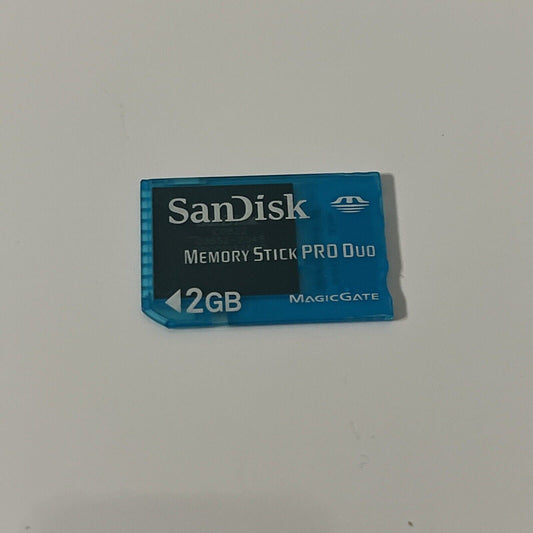 SanDisk
MEMORY STICK PRO DUO
2GB
MAGICGATE